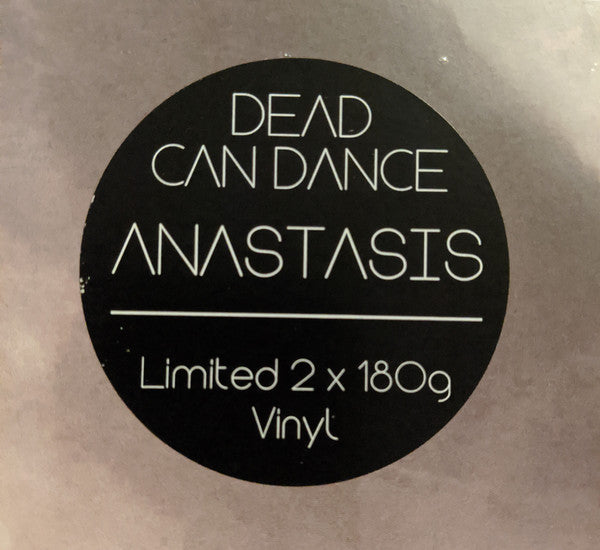 DEAD
CAN DANCE
ANASTASIS
Limited 2 x 180g
Vinyl